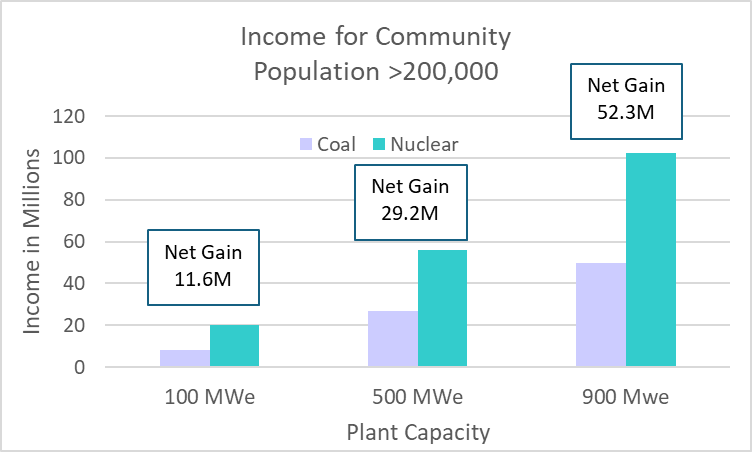 Income for Community
Population >200,000
Net Gain
52.3M
Net Gain
29.2M
Net Gain
11.6M
Coal
Nuclear
Income in Millions
120
100
80
60
40
20
0
100 MWe
500 MWe
900 Mwe
Plant Capacity